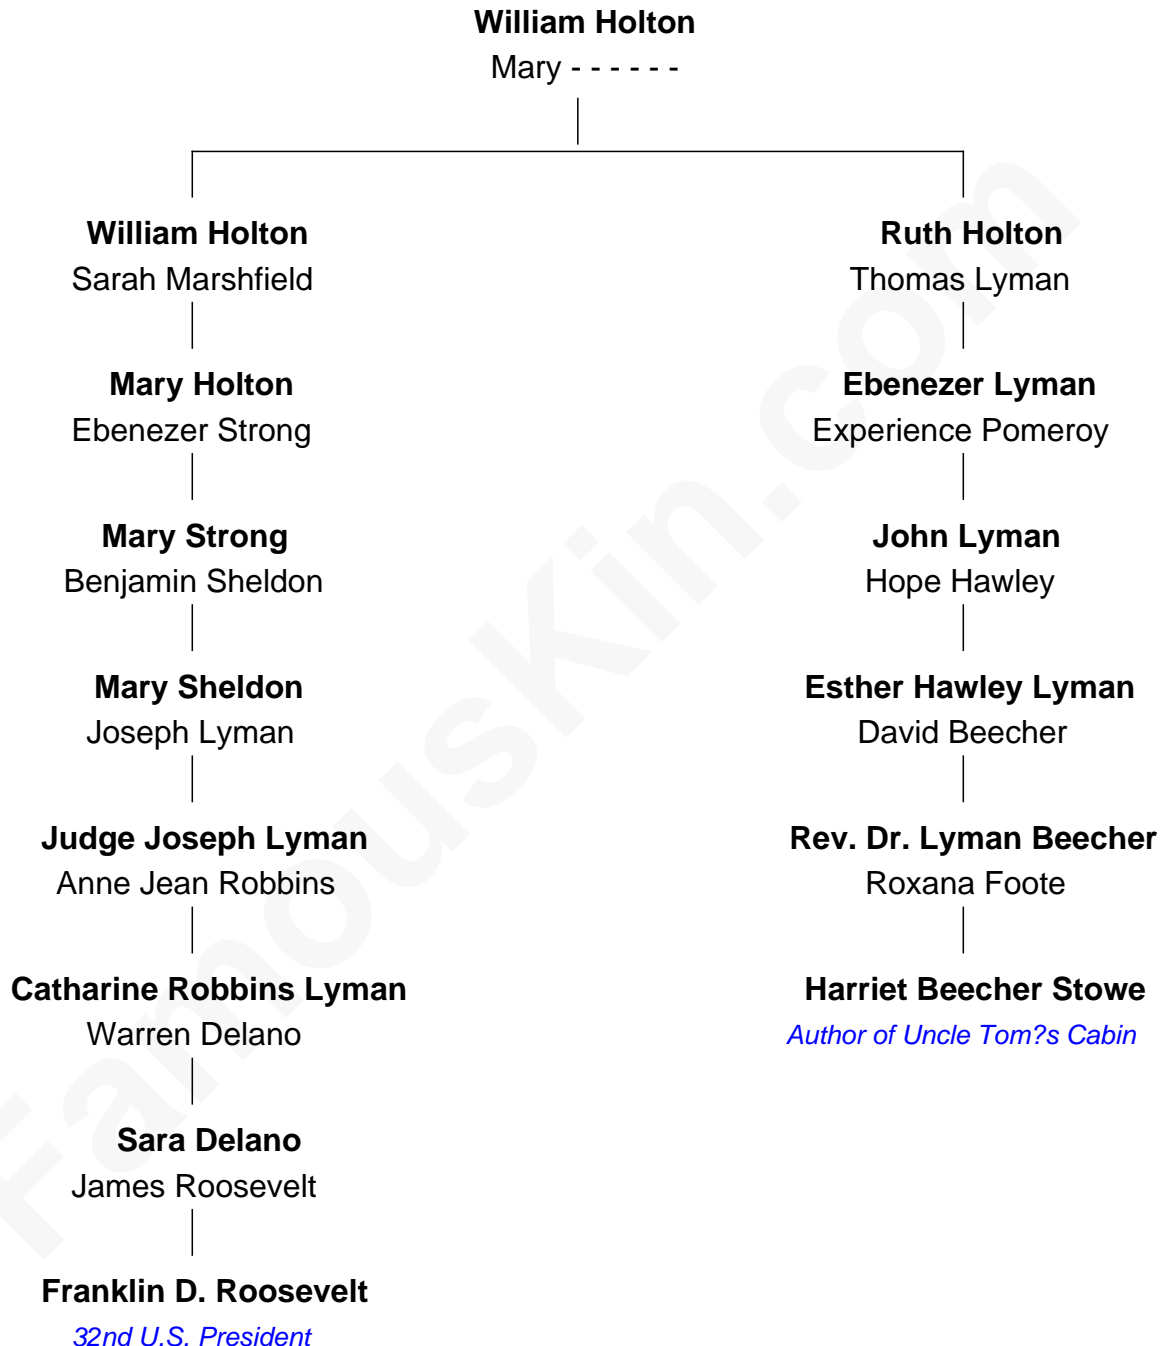 William Holton
Mary - - - - - -
William Holton
Sarah Marshfield
Ruth Holton
Thomas Lyman
Mary Holton
Ebenezer Strong
Ebenezer Lyman
Experience Pomeroy
Mary Strong
Benjamin Sheldon
John Lyman
Hope Hawley
Mary Sheldon
Joseph Lyman
Esther Hawley Lyman
David Beecher
Judge Joseph Lyman
Anne Jean Robbins
Rev. Dr. Lyman Beecher
Roxana Foote
Catharine Robbins Lyman
Warren Delano
Harriet Beecher Stowe
Author of Uncle Tom?s Cabin
Sara Delano
James Roosevelt
Franklin D. Roosevelt
32nd U.S. President
FamousKin.com